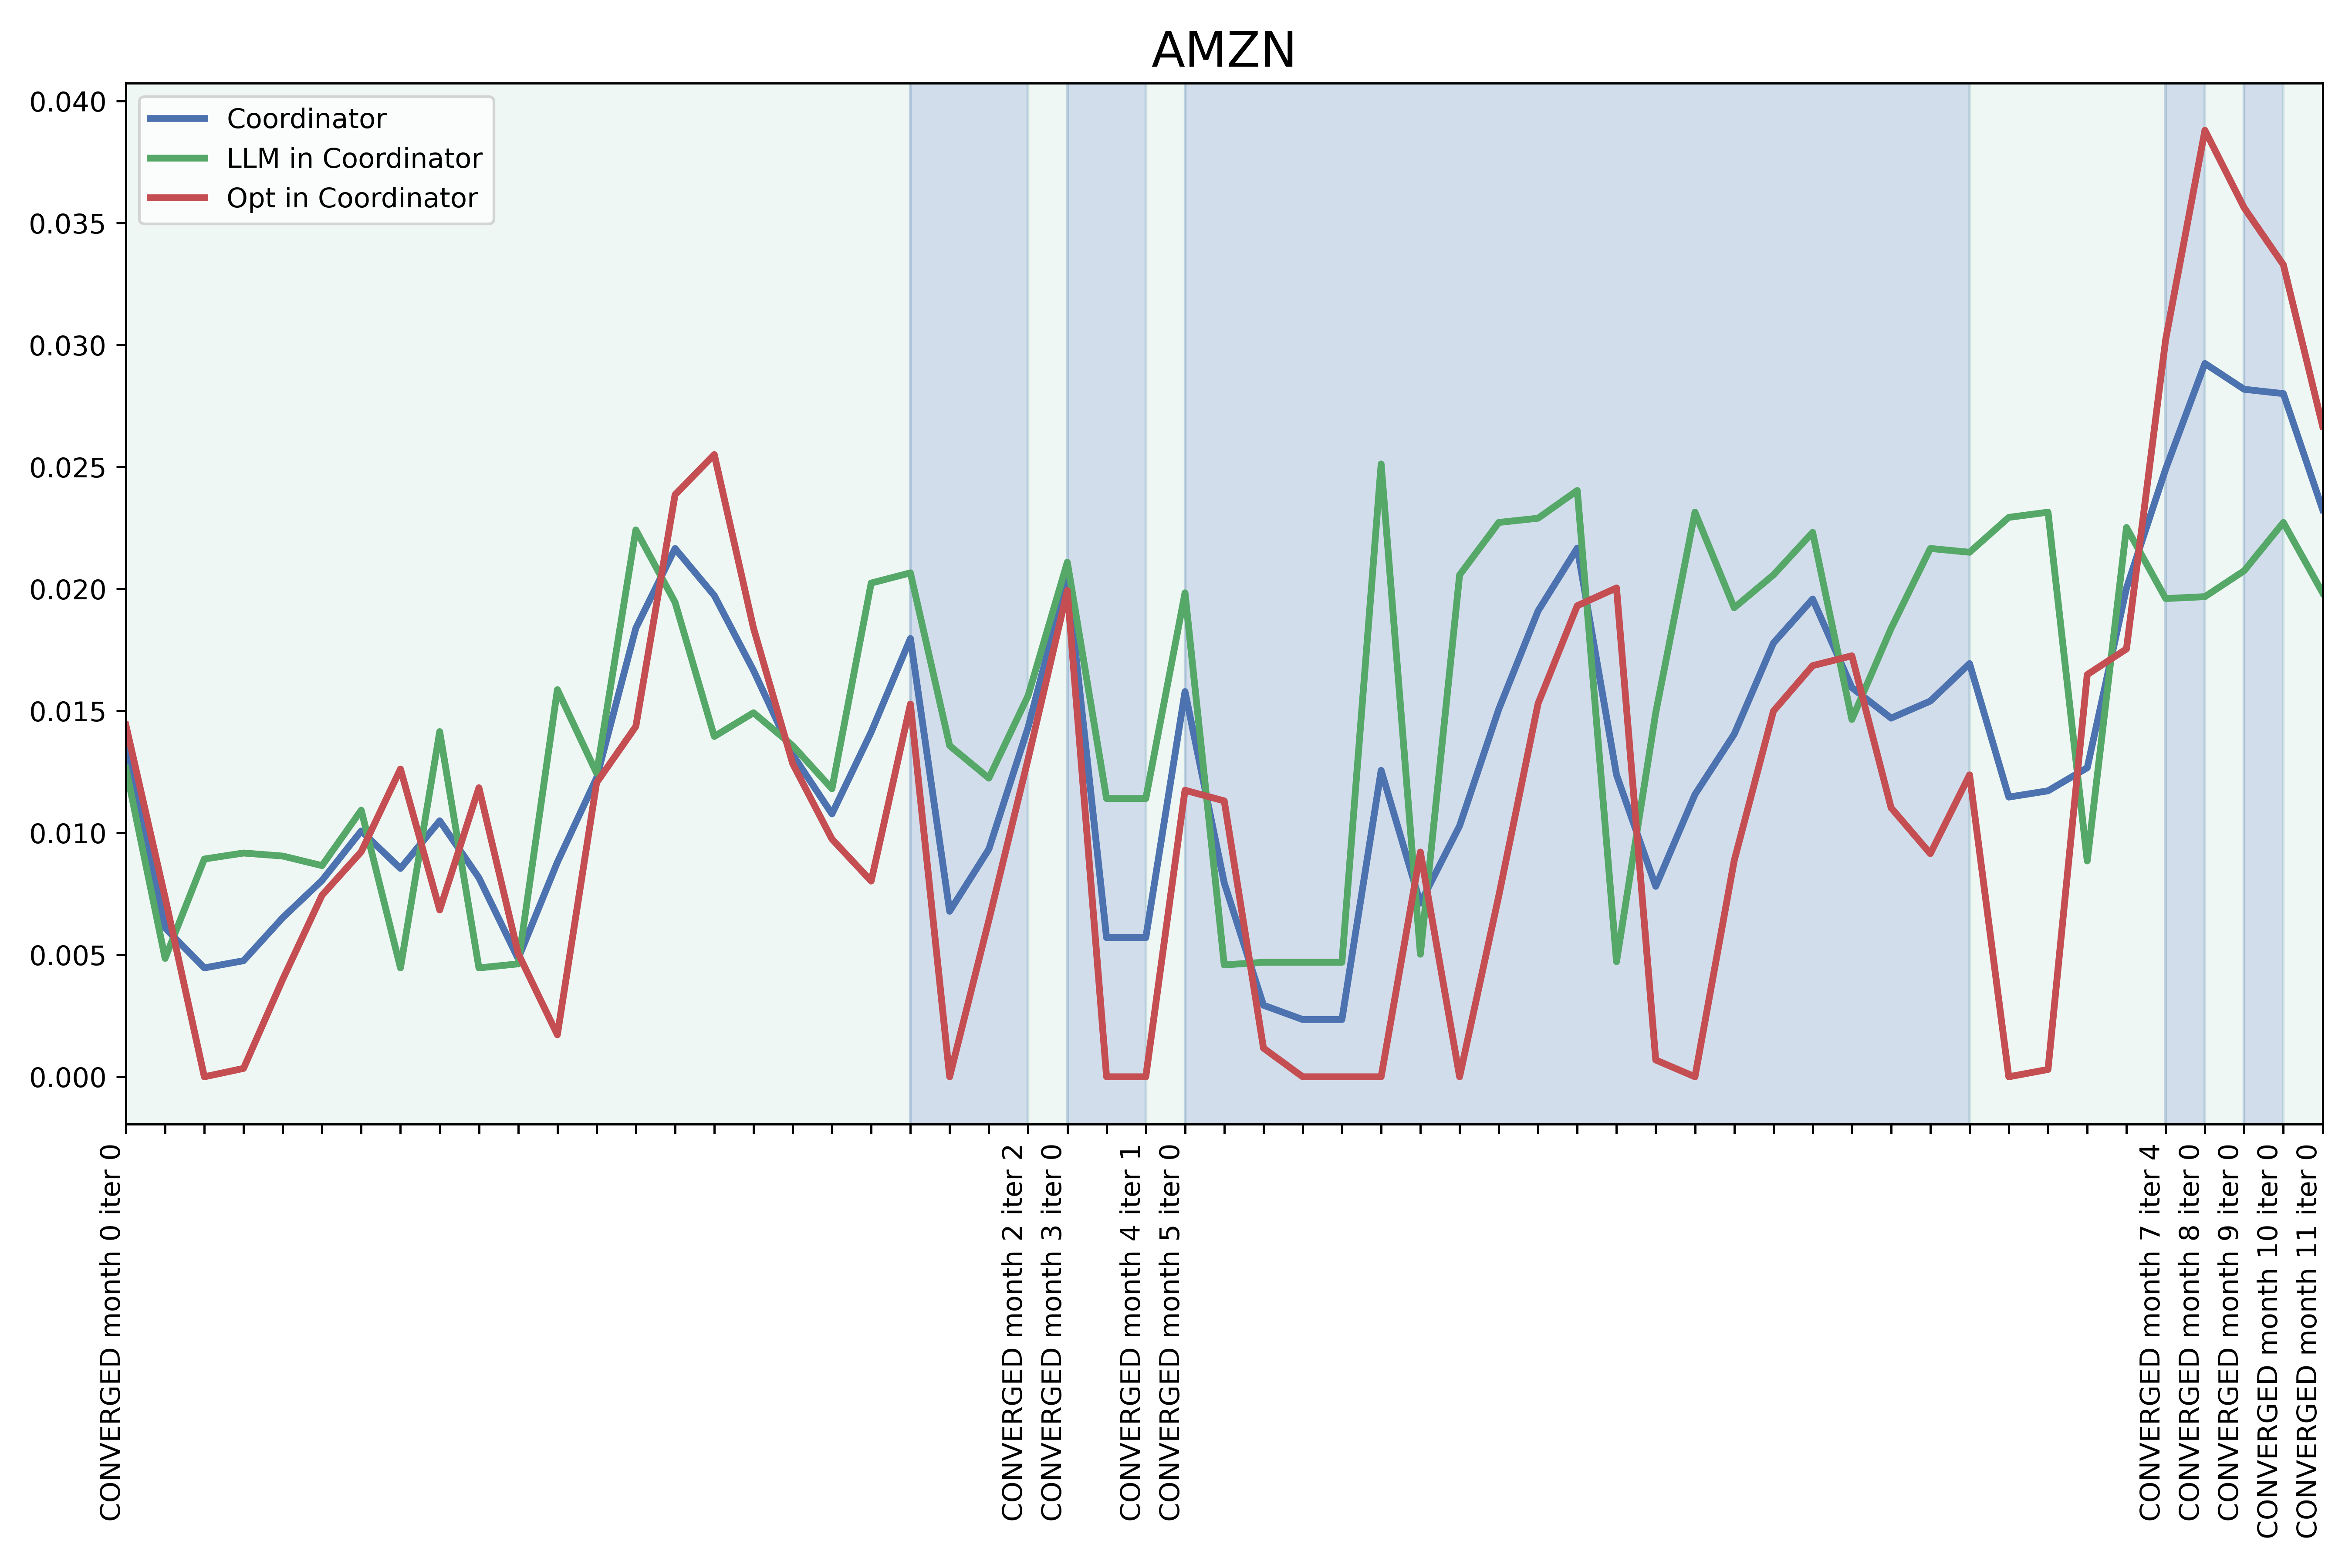 AMZN
0.040
0.035
0.030
0.025
0.020
0.015
0.010
0.005
0.000
Coordinator
LLM in Coordinator
Opt in Coordinator
CONVERGED month 0 iter 0
CONVERGED month 2 iter 2
CONVERGED month 3 iter 0
CONVERGED month 4 iter 1
CONVERGED month 5 iter 0
CONVERGED month 7 iter 4
CONVERGED month 8 iter 0
CONVERGED month 9 iter 0
CONVERGED month 10 iter 0
CONVERGED month 11 iter 0